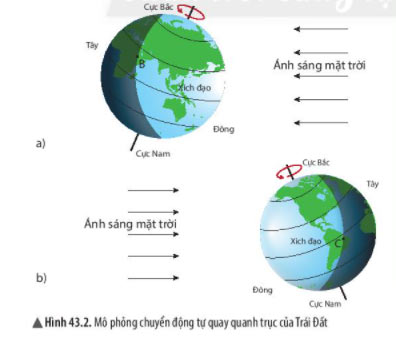 Cực Bắc
Tây
B
Ánh sáng mặt trời
Xích đạo
Đông
a)
Cực Nam
Cực Bắc
Tây
Ánh sáng mặt trời
Xích đạo
C
b)
Đông
Cực Nam
▲ Hình 43.2. Mô phỏng chuyển động tự quay quanh trục của Trái Đất